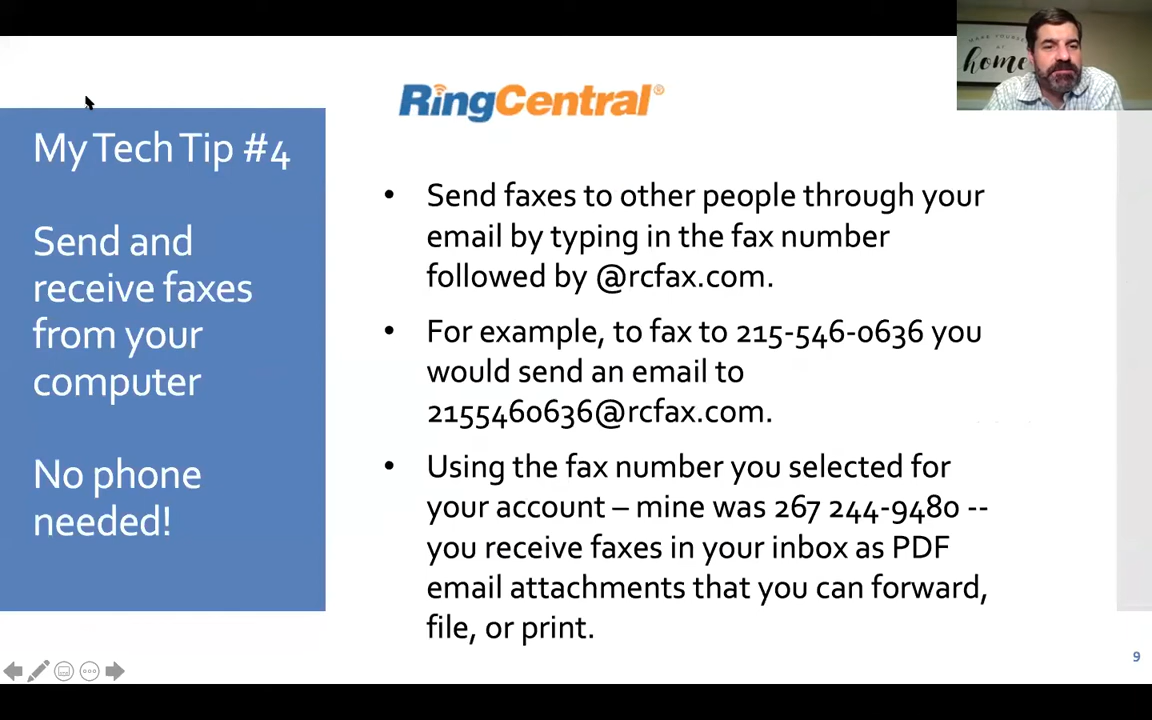 MAKE YOURSELF
AT
home
RingCentral®
My Tech Tip #4
Send and
receive faxes
from your
computer
No phone
needed!
• Send faxes to other people through your
email by typing in the fax number
followed by @rcfax.com.
• For example, to fax to 215-546-0636 you
would send an email to
2155460636@rcfax.com.
• Using the fax number you selected for
your account – mine was 267 244-9480 --
you receive faxes in your inbox as PDF
email attachments that you can forward,
file, or print.
9